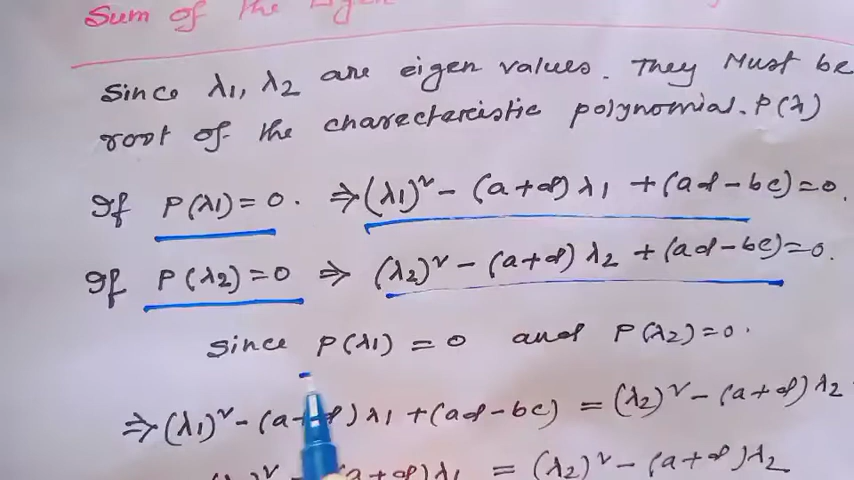 Sum of the Eigen
Since λ1, λ2 are eigen values. They Must be
root of the charecteristic polynomial. P(λ)
If P(λ1) = 0. ⇒ (λ1)² - (a+d) λ1 + (ad-bc) = 0.
If P(λ2) = 0 ⇒ (λ2)² - (a+d) λ2 + (ad-bc) = 0.
Since P(λ1) = 0 and P(λ2) = 0.
⇒ (λ1)² - (a+d) λ1 + (ad-bc) = (λ2)² - (a+d) λ2
(a+d) λ1 = (λ2)² - (a+d) λ2